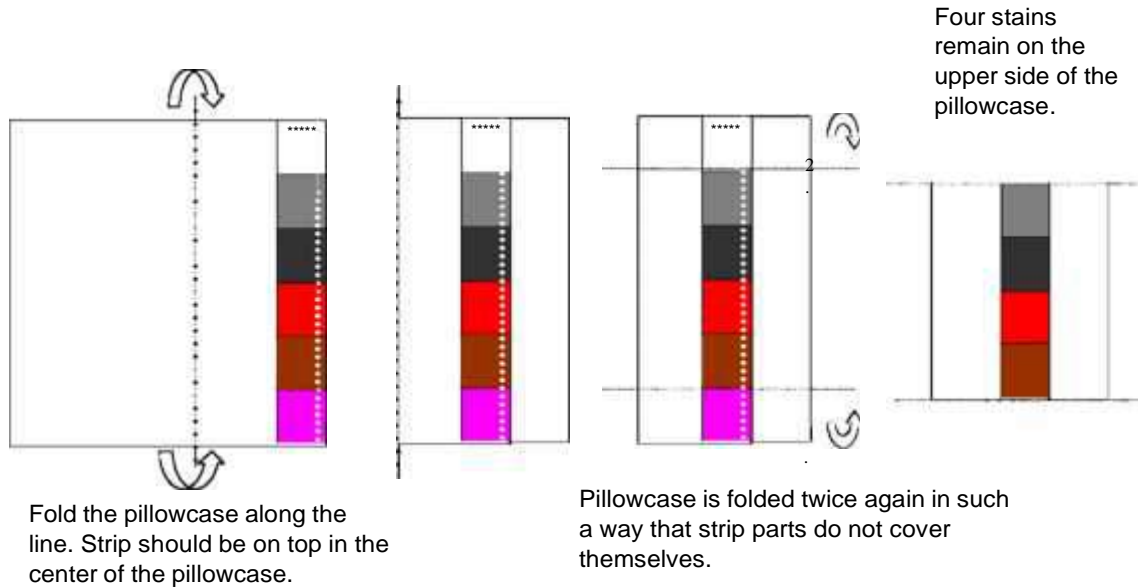 Four stains
remain on the
upper side of the
pillowcase.
*****
*****
*****
2
.
.
Fold the pillowcase along the
line. Strip should be on top in the
center of the pillowcase.
Pillowcase is folded twice again in such
a way that strip parts do not cover
themselves.